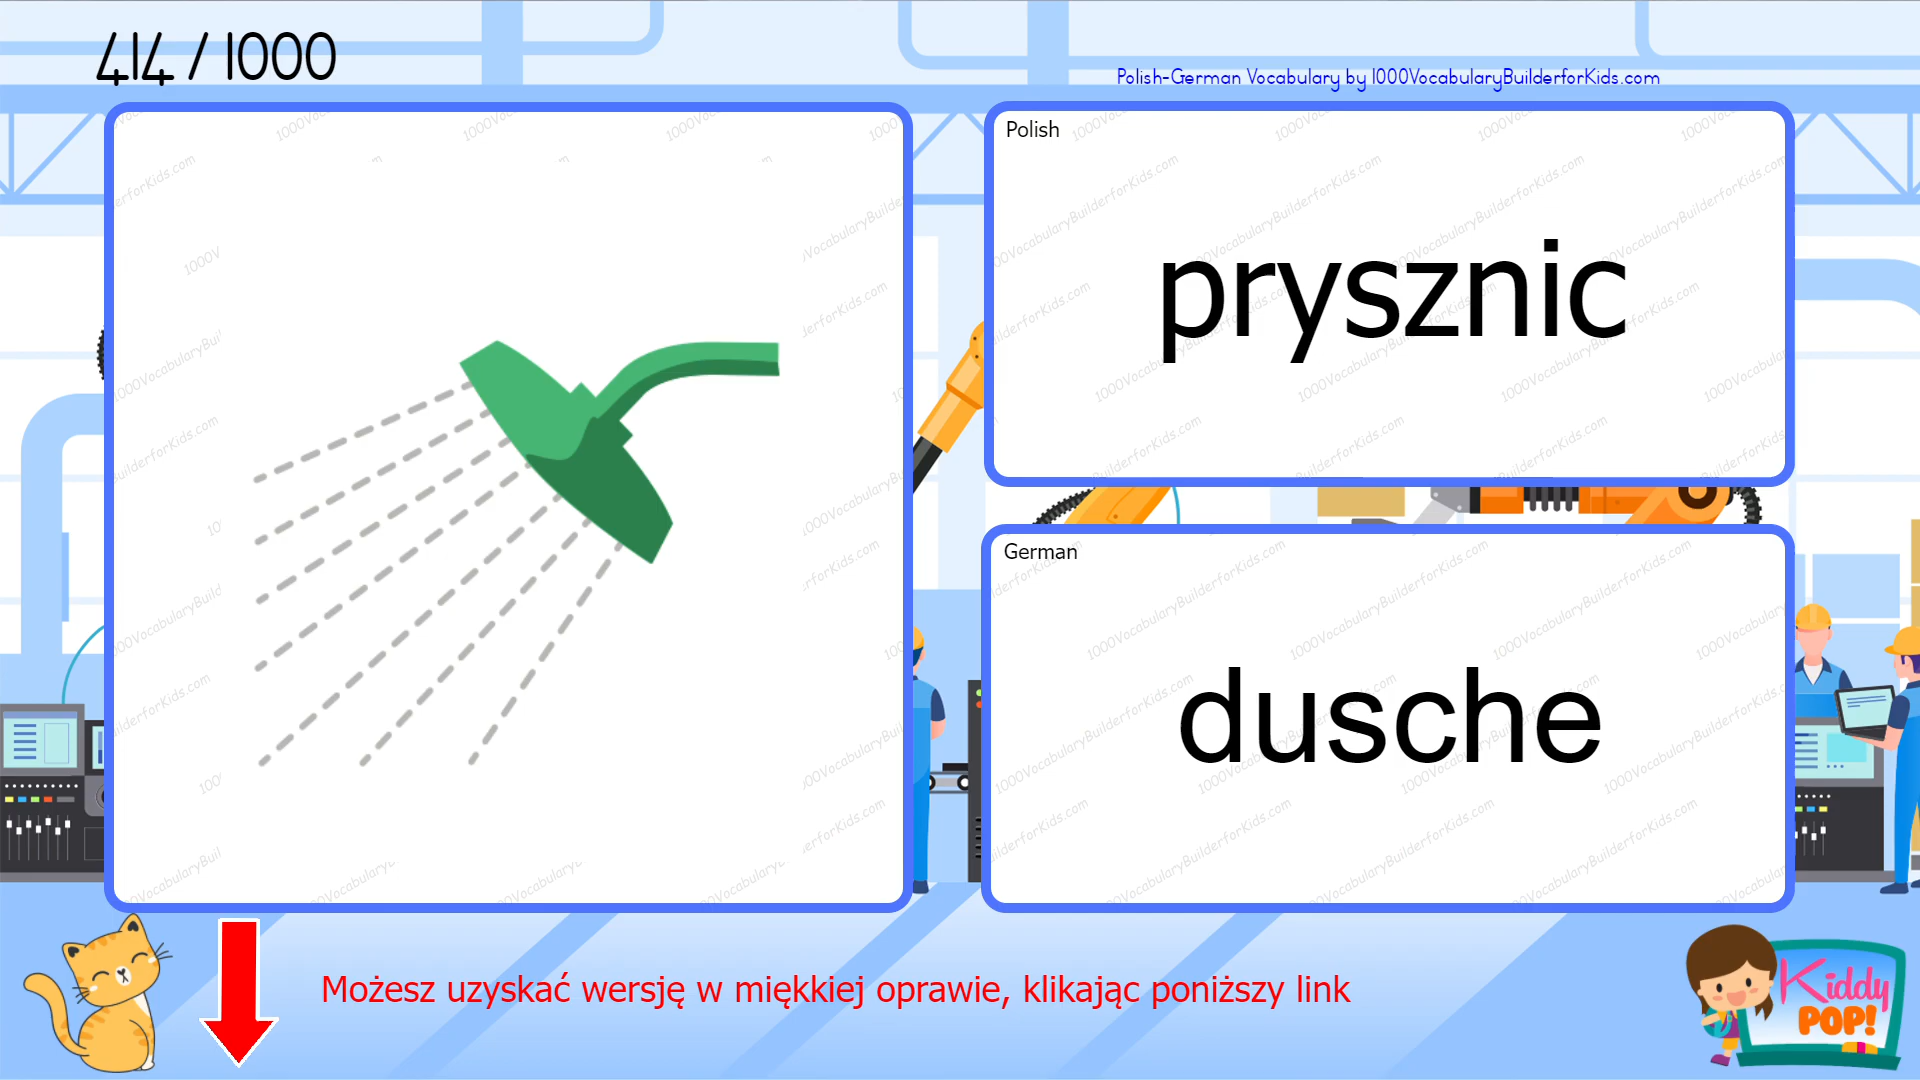 414 / 1000
Polish-German Vocabulary by 1000VocabularyBuilderforKids.com
Polish
prysznic
German
dusche
Możesz uzyskać wersję w miękkiej oprawie, klikając poniższy link
Kiddy
POP!